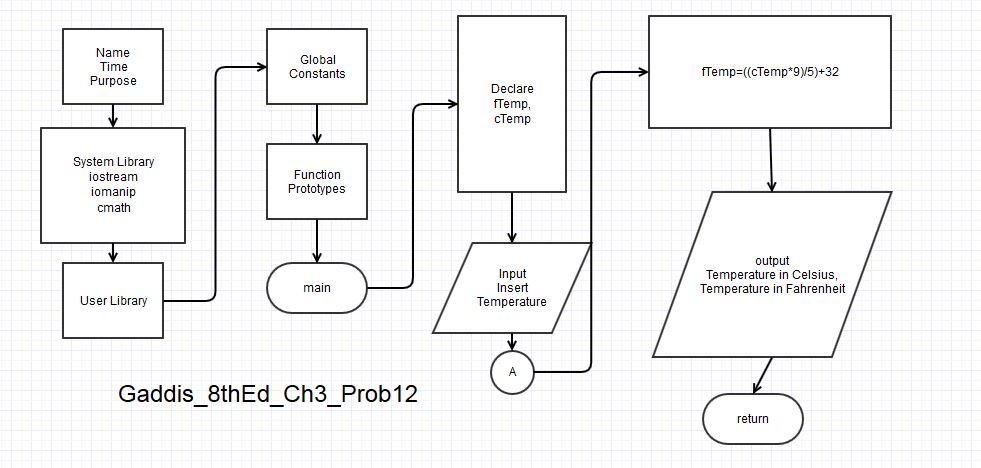 Name
Time
Purpose
System Library
iostream
iomanip
cmath
User Library
Global
Constants
Function
Prototypes
main
Declare
fTemp,
cTemp
Input
Insert
Temperature
A
fTemp=((cTemp*9)/5)+32
output
Temperature in Celsius,
Temperature in Fahrenheit
return
Gaddis_8thEd_Ch3_Prob12